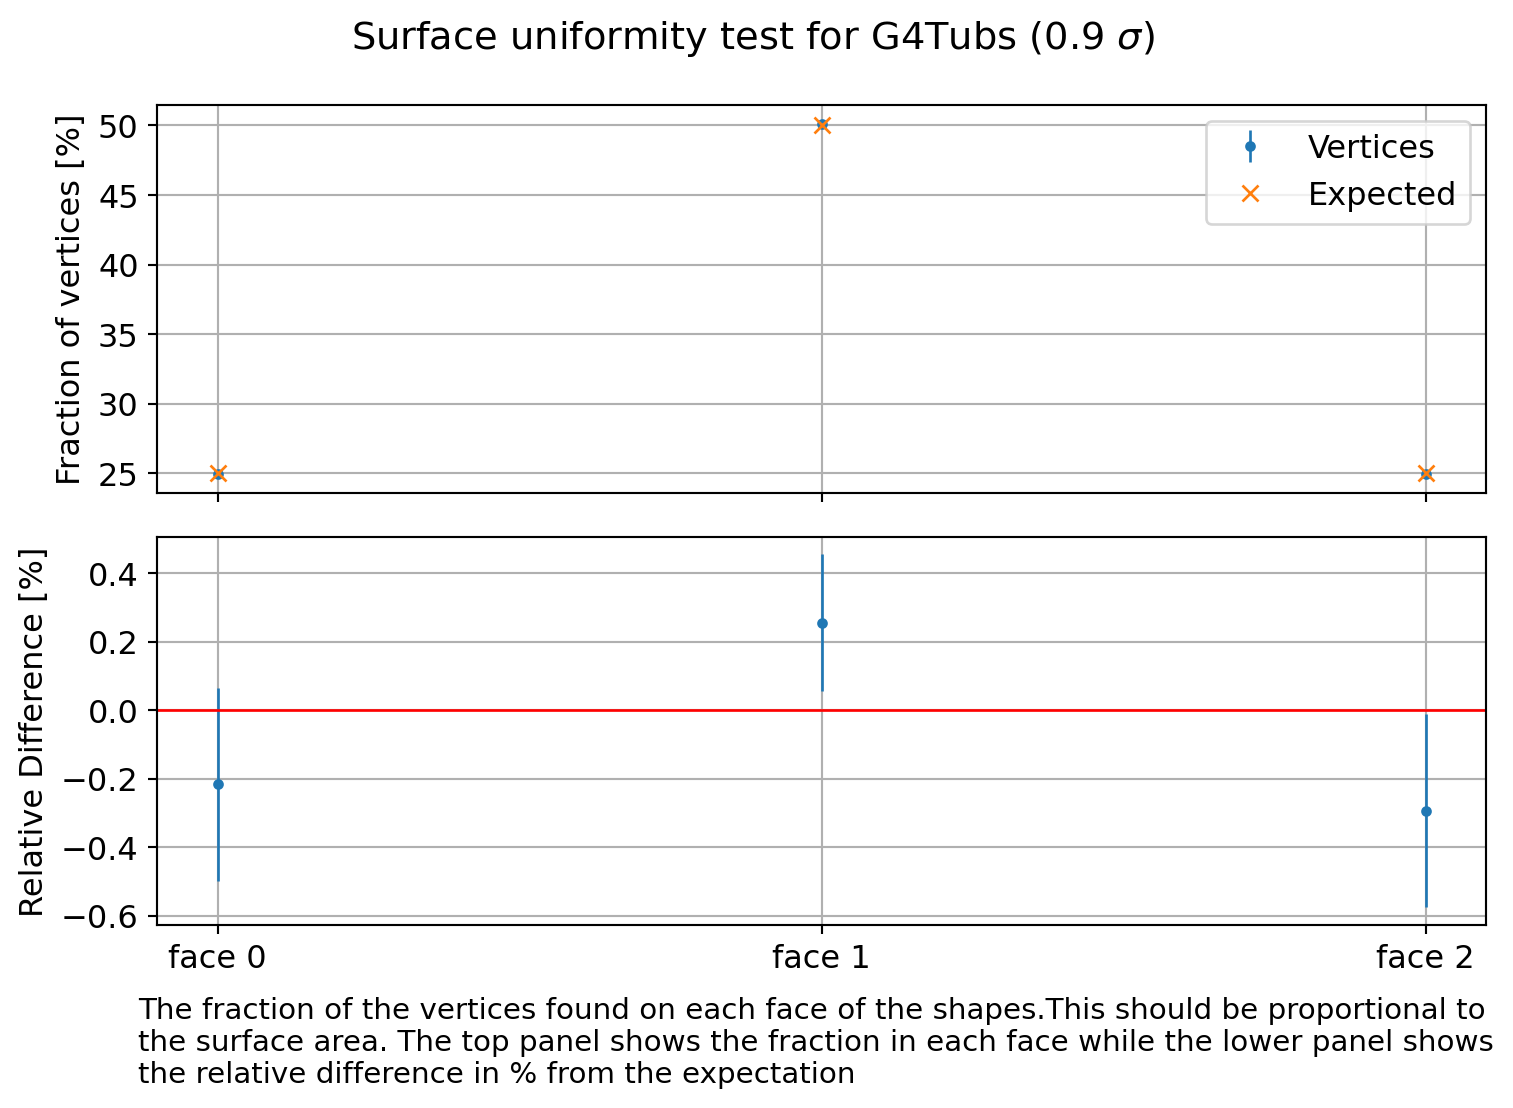 Surface uniformity test for G4Tubs (0.9 σ)
Fraction of vertices [%]
50
45
40
35
30
25
Vertices
Expected
Relative Difference [%]
0.4
0.2
0.0
−0.2
−0.4
−0.6
face 0
face 1
face 2
The fraction of the vertices found on each face of the shapes.This should be proportional to
the surface area. The top panel shows the fraction in each face while the lower panel shows
the relative difference in % from the expectation